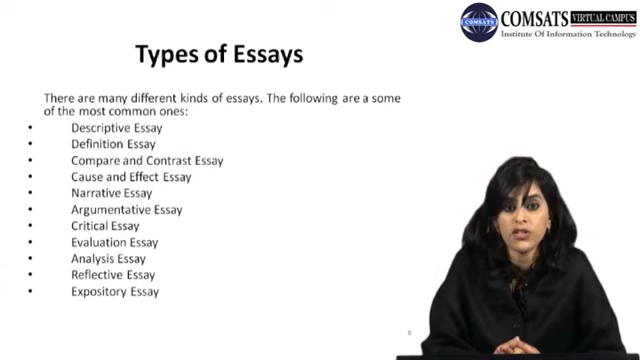 COMSATS VIRTUAL CAMPUS
Institute Of Information Technology
Types of Essays
There are many different kinds of essays. The following are a some
of the most common ones:
• Descriptive Essay
• Definition Essay
• Compare and Contrast Essay
• Cause and Effect Essay
• Narrative Essay
• Argumentative Essay
• Critical Essay
• Evaluation Essay
• Analysis Essay
• Reflective Essay
• Expository Essay
8